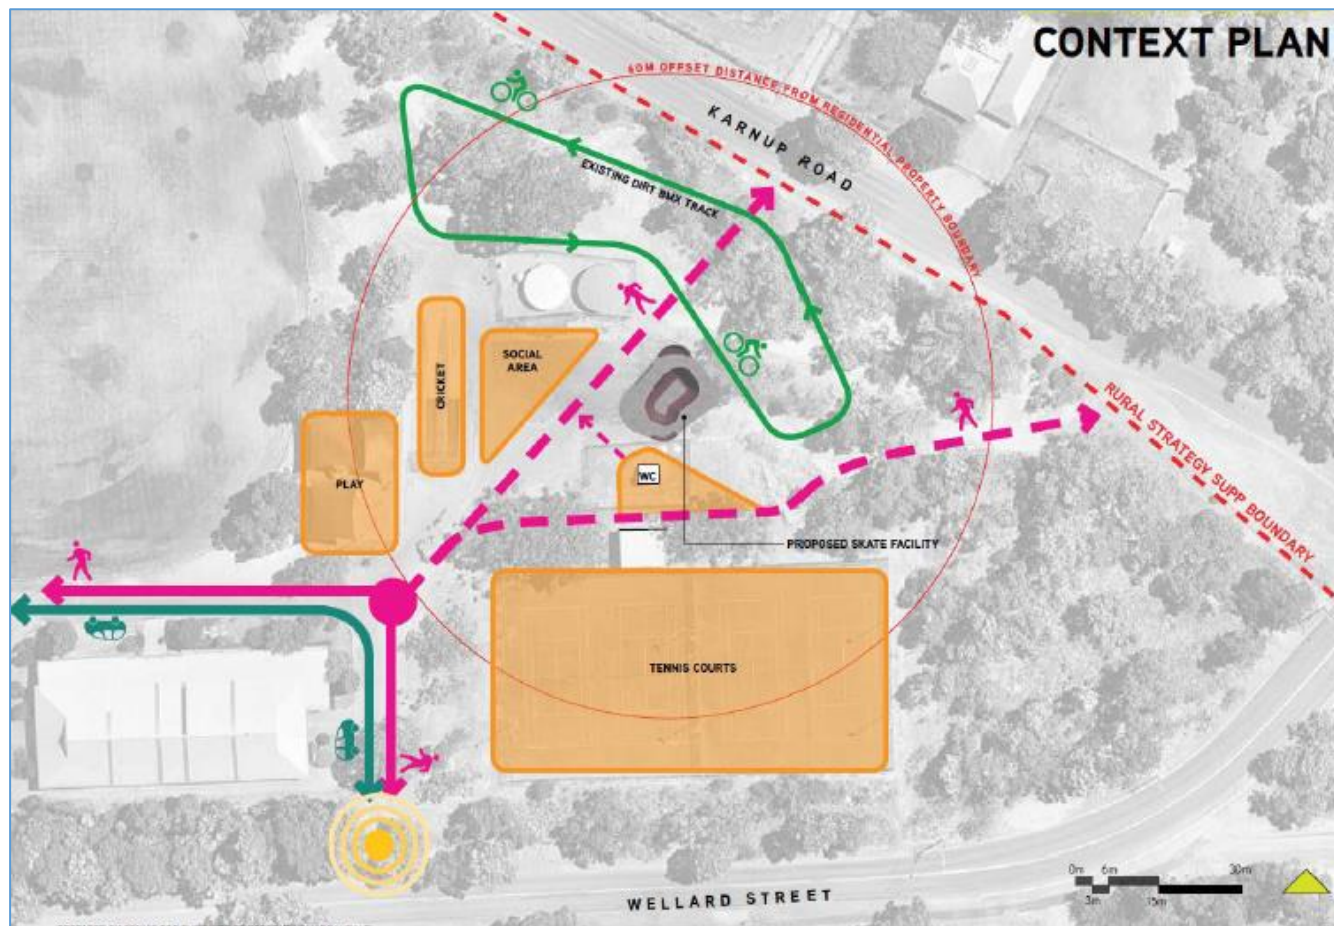 CONTEXT PLAN
60M OFFSET DISTANCE FROM RESIDENTIAL PROPERTY BOUNDARY
KARNUP ROAD
EXISTING DIRT BMX TRACK
SOCIAL
AREA
CRICKET
RURAL STRATEGY SUPP BOUNDARY
PLAY
WC
PROPOSED SKATE FACILITY
TENNIS COURTS
0m 6m 30m
3m 15m
WELLARD STREET